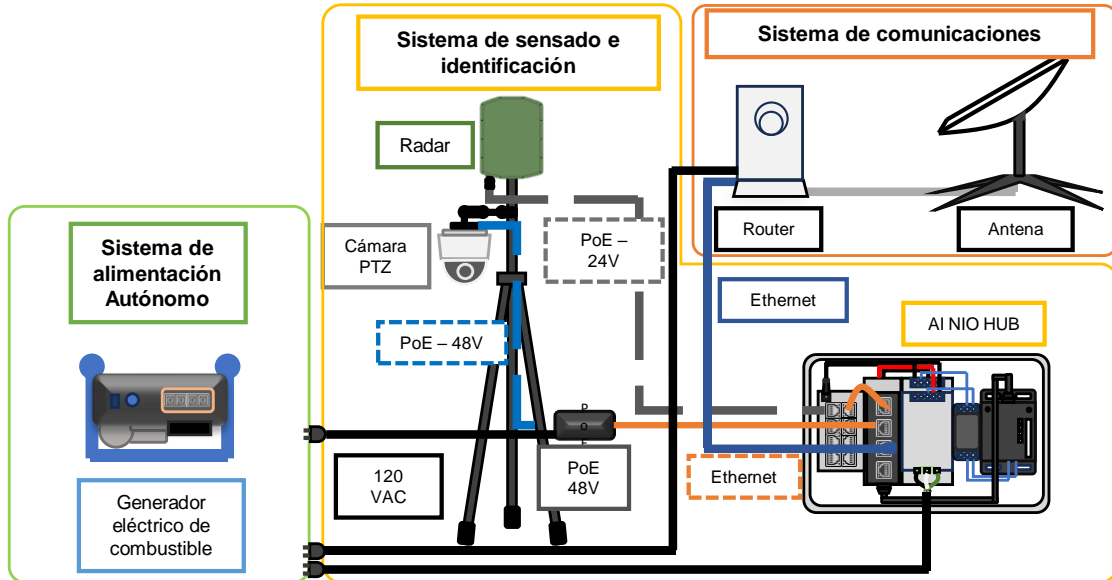 Sistema de sensado e
identificación
Sistema de comunicaciones
Radar
Cámara
PTZ
PoE –
24V
Router
Antena
Sistema de
alimentación
Autónomo
Ethernet
AI NIO HUB
PoE – 48V
P
O
E
120
VAC
PoE
48V
Ethernet
Generador
eléctrico de
combustible